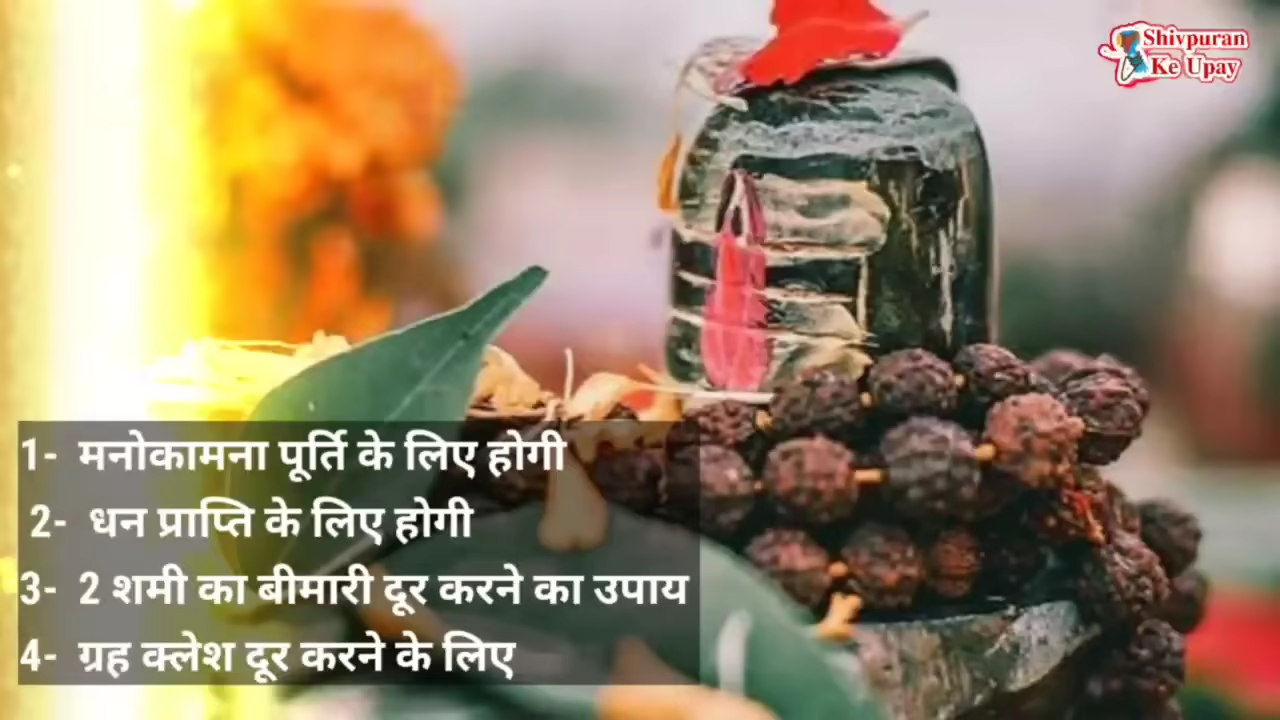 Shivpuran
Ke Upay
1- मनोकामना पूर्ति के लिए होगी
2- धन प्राप्ति के लिए होगी
3- 2 शमी का बीमारी दूर करने का उपाय
4- ग्रह क्लेश दूर करने के लिए